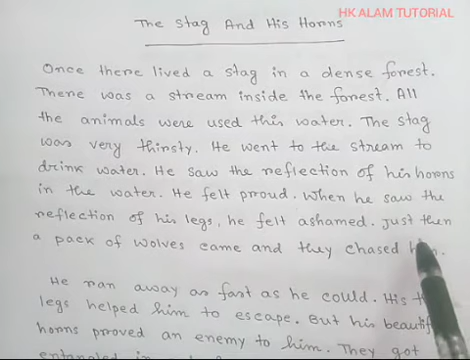 HK ALAM TUTORIAL
The Stag And His Horns
Once there lived a stag in a dense forest.
There was a stream inside the forest. All
the animals were used this water. The stag
was very thirsty. He went to the stream to
drink water. He saw the reflection of his horns
in the water. He felt proud. When he saw the
reflection of his legs, he felt ashamed. Just then
a pack of wolves came and they chased
He ran away as fast as he could. His
legs helped him to escape. But his
horns proved an enemy to him. They got
entangled in